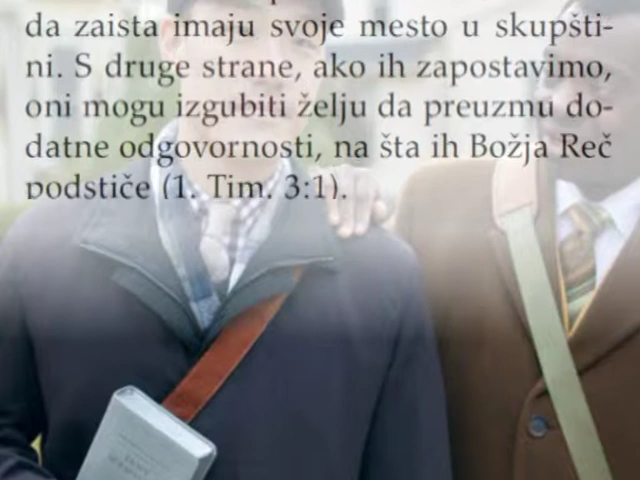 da zaista imaju svoje mesto u skupšti-
ni. S druge strane, ako ih zapostavimo,
oni mogu izgubiti želju da preuzmu do-
datne odgovornosti, na šta ih Božja Reč
podstiče (1. Tim. 3:1).